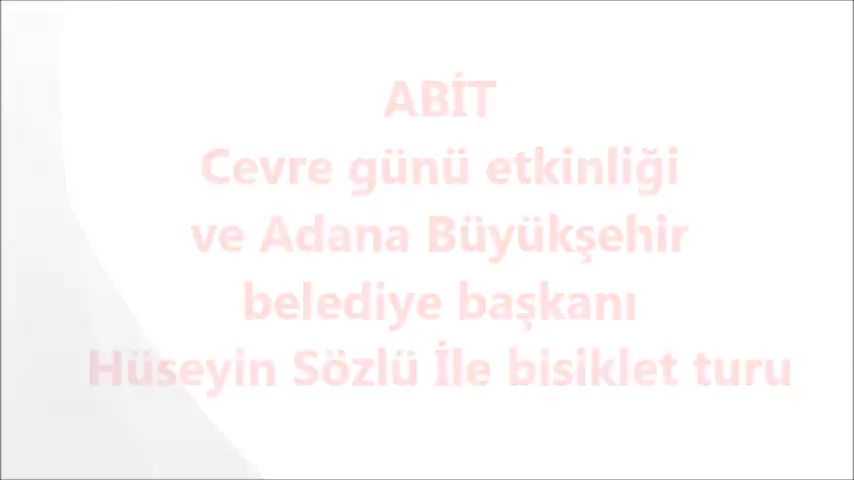 ABİT
Cevre günü etkinliği
ve Adana Büyükşehir
belediye başkanı
Hüseyin Sözlü İle bisiklet turu